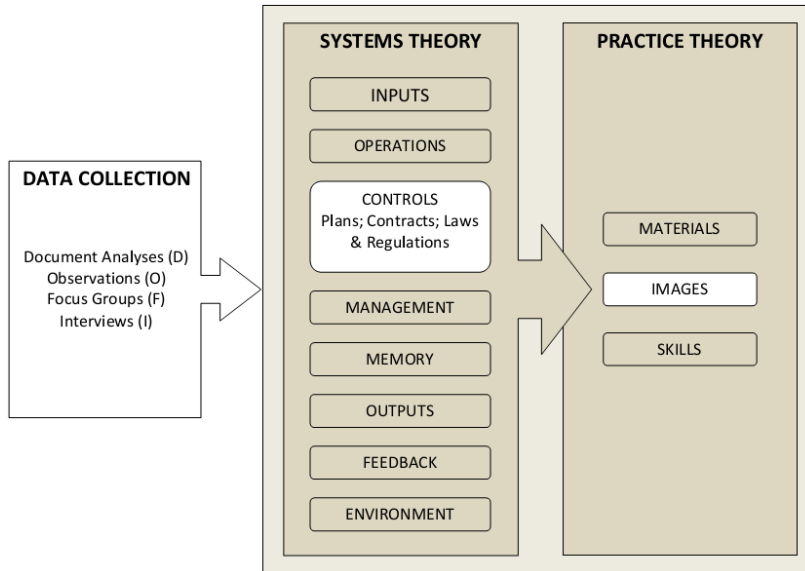 DATA COLLECTION
Document Analyses (D)
Observations (O)
Focus Groups (F)
Interviews (I)
SYSTEMS THEORY
INPUTS
OPERATIONS
CONTROLS
Plans; Contracts; Laws
& Regulations
MANAGEMENT
MEMORY
OUTPUTS
FEEDBACK
ENVIRONMENT
PRACTICE THEORY
MATERIALS
IMAGES
SKILLS